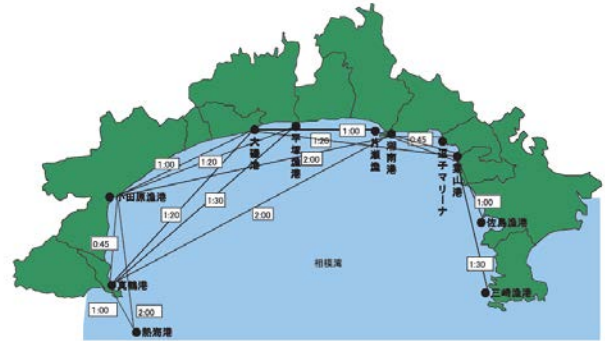 1:00
1:20
0:45
1:00
1:20
2:00
大磯港
平塚漁港
片瀬漁
湘南港
逗子マリーナ
葉山港
小田原漁港
1:20
1:30
2:00
1:00
佐島漁港
0:45
相模湾
1:30
真鶴港
三崎漁港
1:00
2:00
熱海港